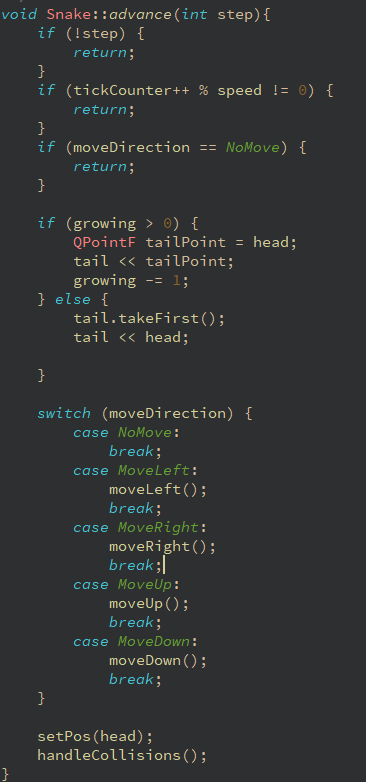 void Snake::advance(int step){
    if (!step) {
        return;
    }
    if (tickCounter++ % speed != 0) {
        return;
    }
    if (moveDirection == NoMove) {
        return;
    }

    if (growing > 0) {
        QPointF tailPoint = head;
        tail << tailPoint;
        growing -= 1;
    } else {
        tail.takeFirst();
        tail << head;

    }

    switch (moveDirection) {
        case NoMove:
            break;
        case MoveLeft:
            moveLeft();
            break;
        case MoveRight:
            moveRight();
            break;
        case MoveUp:
            moveUp();
            break;
        case MoveDown:
            moveDown();
            break;
    }

    setPos(head);
    handleCollisions();
}